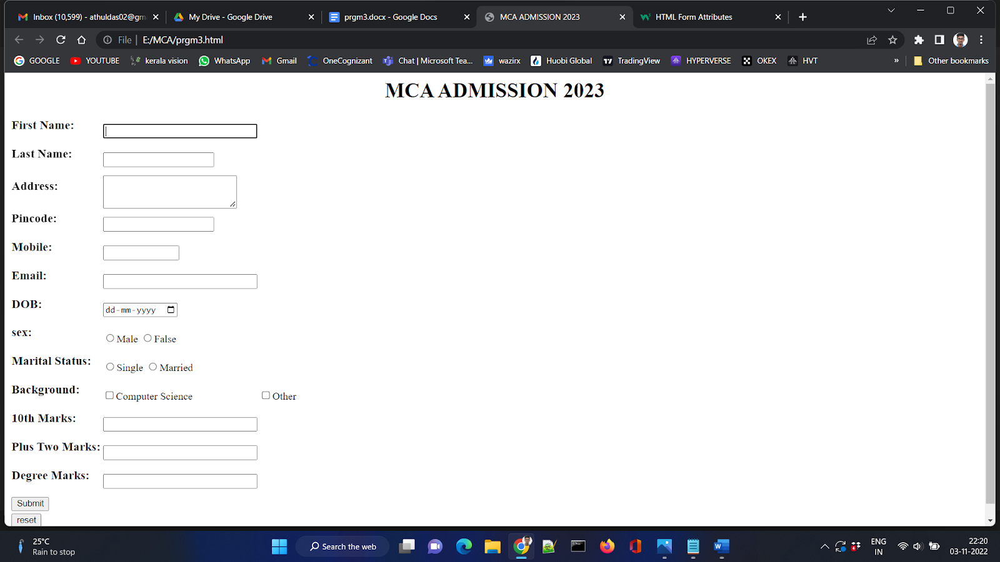 Inbox (10,599) - athuldas02@gm
My Drive - Google Drive
prgm3.docx - Google Docs
MCA ADMISSION 2023
HTML Form Attributes
File | E:/MCA/prgm3.html
GOOGLE YOUTUBE kerala vision WhatsApp Gmail OneCognizant Chat | Microsoft Tea... wazirx Huobi Global TradingView HYPERVERSE OKEX HVT » Other bookmarks
MCA ADMISSION 2023
First Name:
Last Name:
Address:
Pincode:
Mobile:
Email:
DOB: dd-mm-yyyy
sex: Male False
Marital Status: Single Married
Background: Computer Science Other
10th Marks:
Plus Two Marks:
Degree Marks:
Submit
reset
25°C
Rain to stop
Search the web
ENG
IN
22:20
03-11-2022